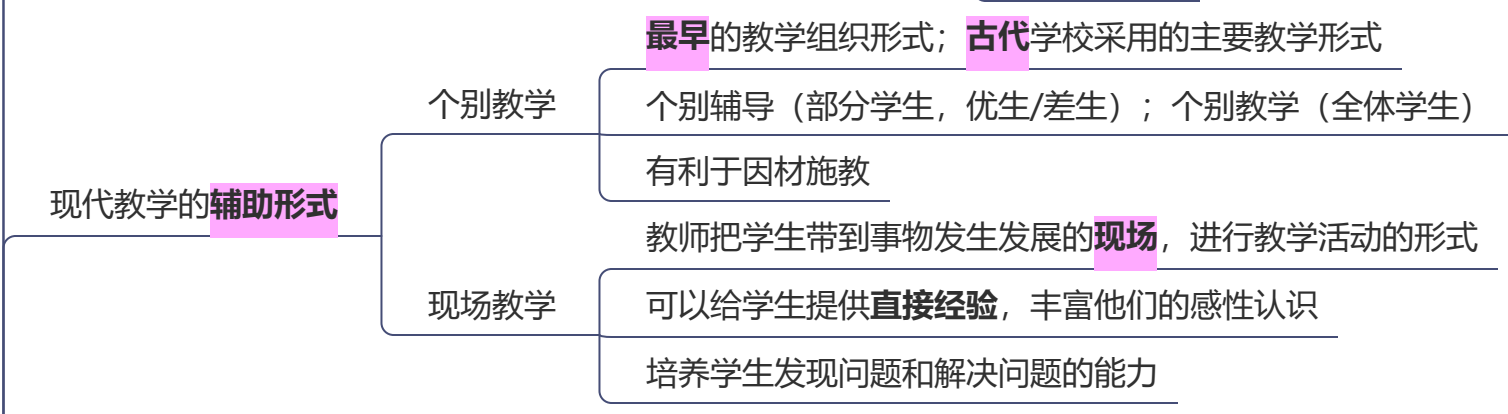 最早的教学组织形式；古代学校采用的主要教学形式
个别教学
个别辅导（部分学生，优生/差生）；个别教学（全体学生）
有利于因材施教
现代教学的辅助形式
教师把学生带到事物发生发展的现场，进行教学活动的形式
现场教学
可以给学生提供直接经验，丰富他们的感性认识
培养学生发现问题和解决问题的能力